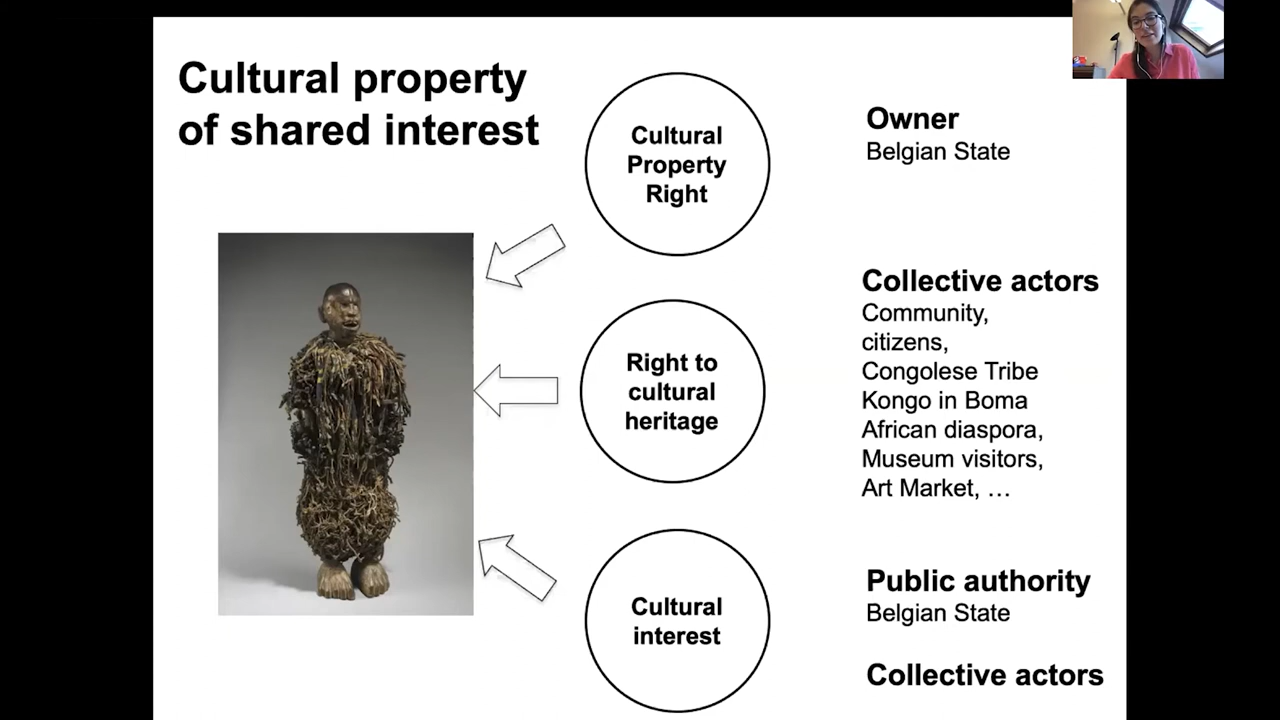 Cultural property
of shared interest
Cultural
Property
Right
Owner
Belgian State
Right to
cultural
heritage
Collective actors
Community,
citizens,
Congolese Tribe
Kongo in Boma
African diaspora,
Museum visitors,
Art Market, …
Cultural
interest
Public authority
Belgian State
Collective actors